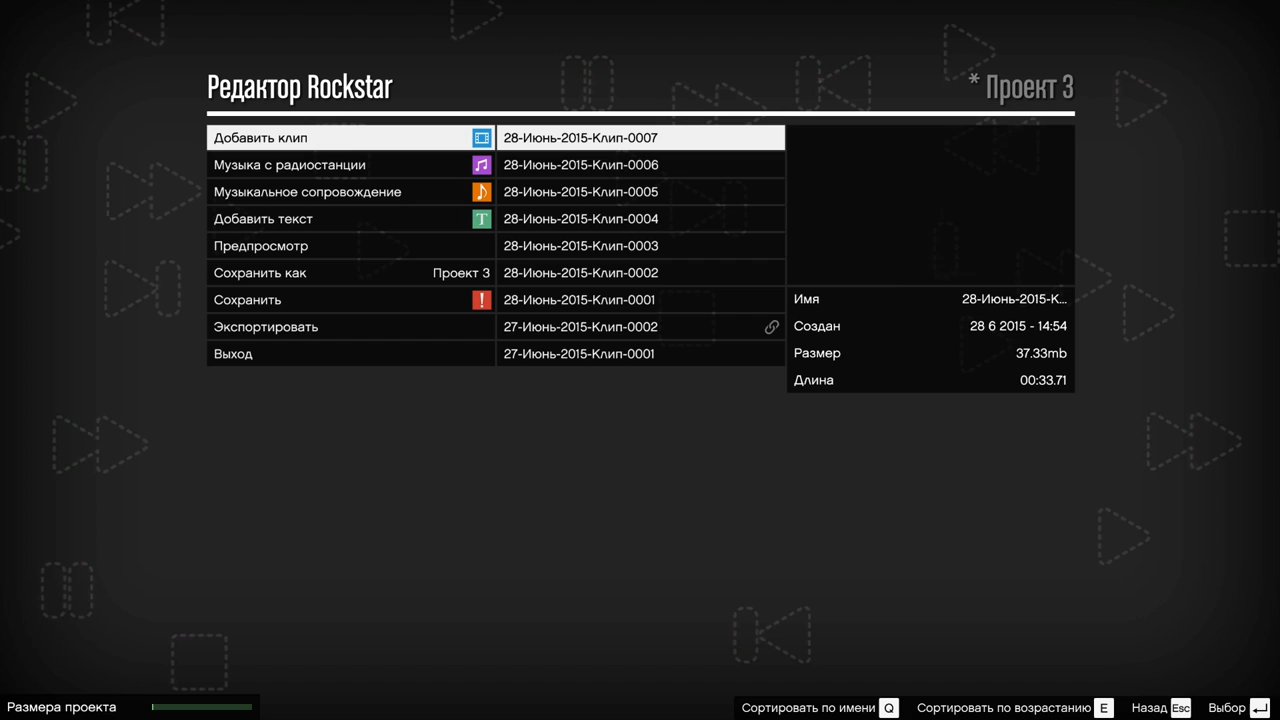 Редактор Rockstar
* Проект 3
Добавить клип
28-Июнь-2015-Клип-0007
Музыка с радиостанции
28-Июнь-2015-Клип-0006
Музыкальное сопровождение
28-Июнь-2015-Клип-0005
Добавить текст T
28-Июнь-2015-Клип-0004
Предпросмотр
28-Июнь-2015-Клип-0003
Сохранить как Проект 3
28-Июнь-2015-Клип-0002
Сохранить !
28-Июнь-2015-Клип-0001
Экспортировать
27-Июнь-2015-Клип-0002
Выход
27-Июнь-2015-Клип-0001
Имя 28-Июнь-2015-К...
Создан 28 6 2015 - 14:54
Размер 37.33mb
Длина 00:33.71
Размера проекта
Сортировать по имени Q
Сортировать по возрастанию E
Назад Esc
Выбор